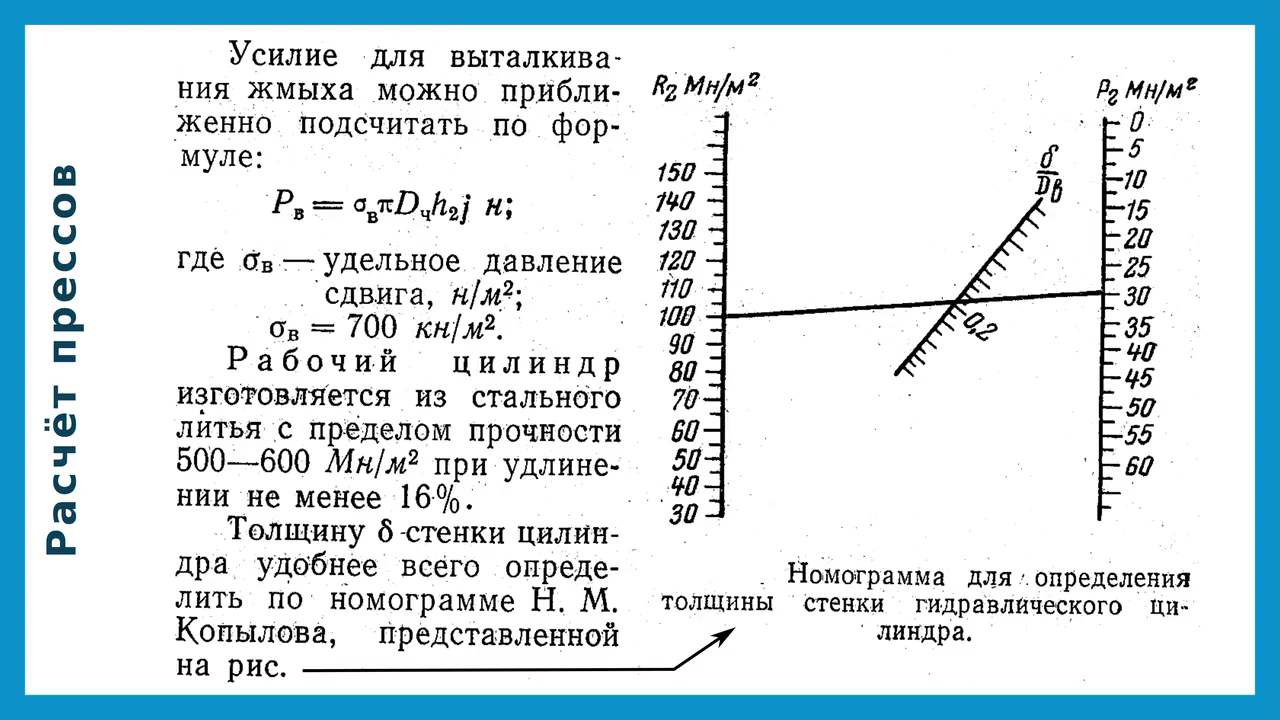 Расчёт прессов
Усилие для выталкива-
ния жмыха можно прибли-
женно подсчитать по фор-
муле:
Pв = σвπDчh2j н;
где σв — удельное давление
сдвига, н/м²;
σв = 700 кн/м².
Рабочий цилиндр
изготовляется из стального
литья с пределом прочности
500—600 Мн/м² при удлине-
нии не менее 16%.
Толщину δ стенки цилин-
дра удобнее всего опреде-
лить по номограмме Н. М.
Копылова, представленной
на рис.
R2 Мн/м²
150
140
130
120
110
100
90
80
70
60
50
40
30
δ
Dв
0,2
P2 Мн/м²
0
5
10
15
20
25
30
35
40
45
50
55
60
Номограмма для определения
толщины стенки гидравлического ци-
линдра.